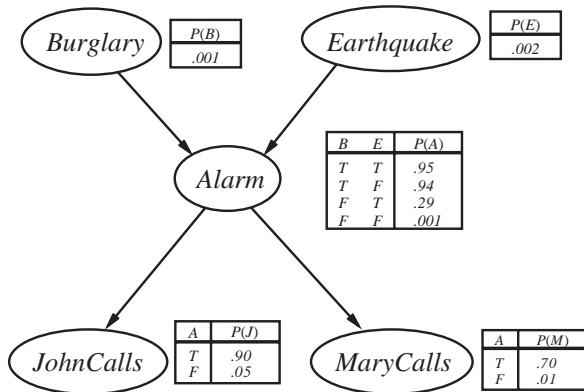 Burglary
P(B)
.001
Earthquake
P(E)
.002
Alarm
B E P(A)
T T .95
T F .94
F T .29
F F .001
JohnCalls
A P(J)
T .90
F .05
MaryCalls
A P(M)
T .70
F .01